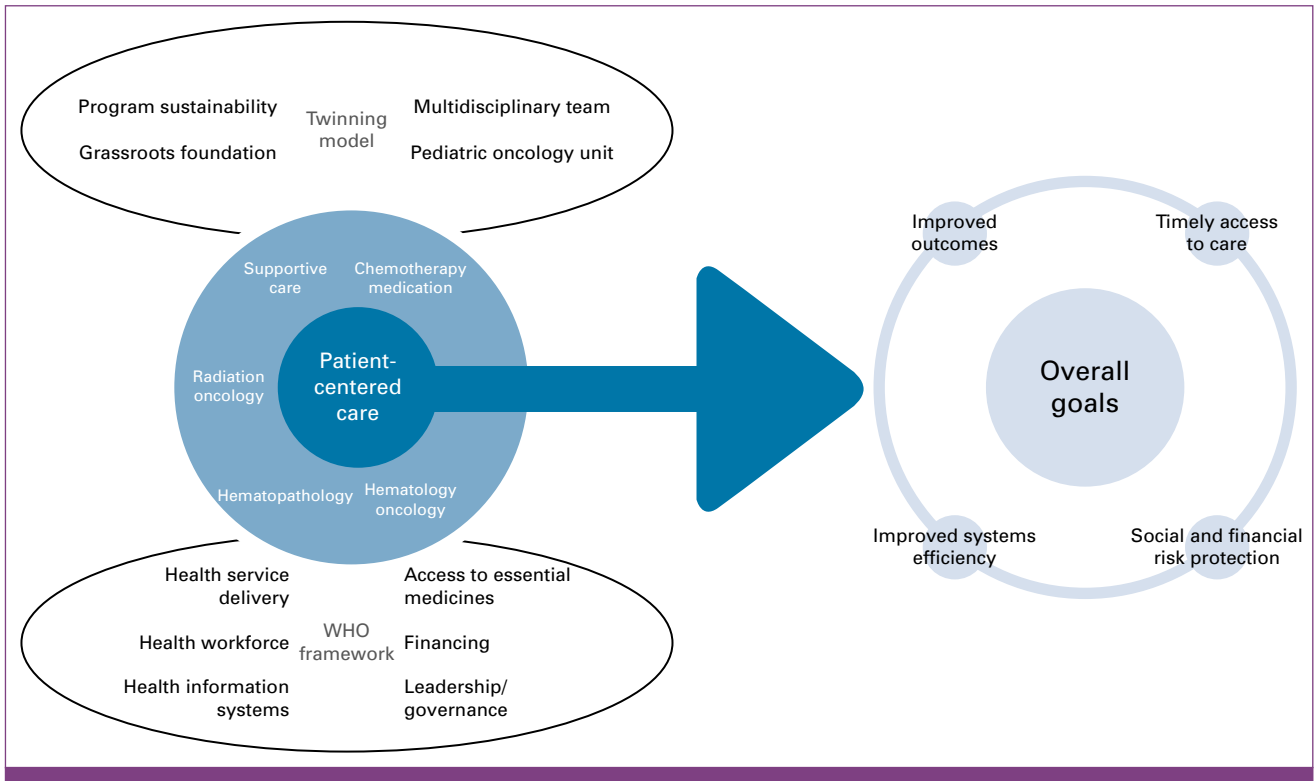 Program sustainability
Grassroots foundation
Twinning
model
Multidisciplinary team
Pediatric oncology unit
Supportive
care
Chemotherapy
medication
Radiation
oncology
Patient-
centered
care
Hematopathology
Hematology
oncology
Health service
delivery
Health workforce
Health information
systems
WHO
framework
Access to essential
medicines
Financing
Leadership/
governance
Improved
outcomes
Timely access
to care
Overall
goals
Improved systems
efficiency
Social and financial
risk protection